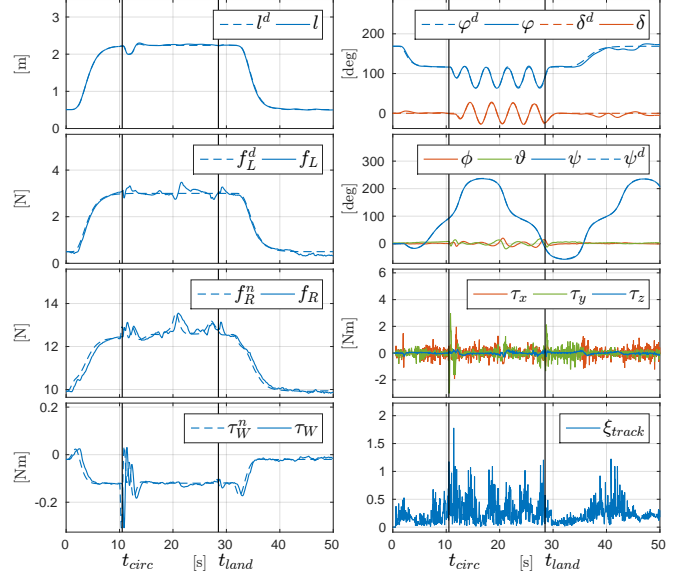 l^d l
3
2
1
[m]
φ^d φ δ^d δ
200
100
0
[deg]
f_L^d f_L
4
2
0
[N]
ϕ ϑ ψ ψ^d
300
200
100
0
[deg]
f_R^n f_R
14
12
10
[N]
τ_x τ_y τ_z
6
4
2
0
-2
[Nm]
τ_W^n τ_W
0.2
0
-0.2
[Nm]
ξ_track
2
1.5
1
0.5
0
0 10 20 30 40 50
t_circ [s] t_land
0 10 20 30 40 50
t_circ [s] t_land